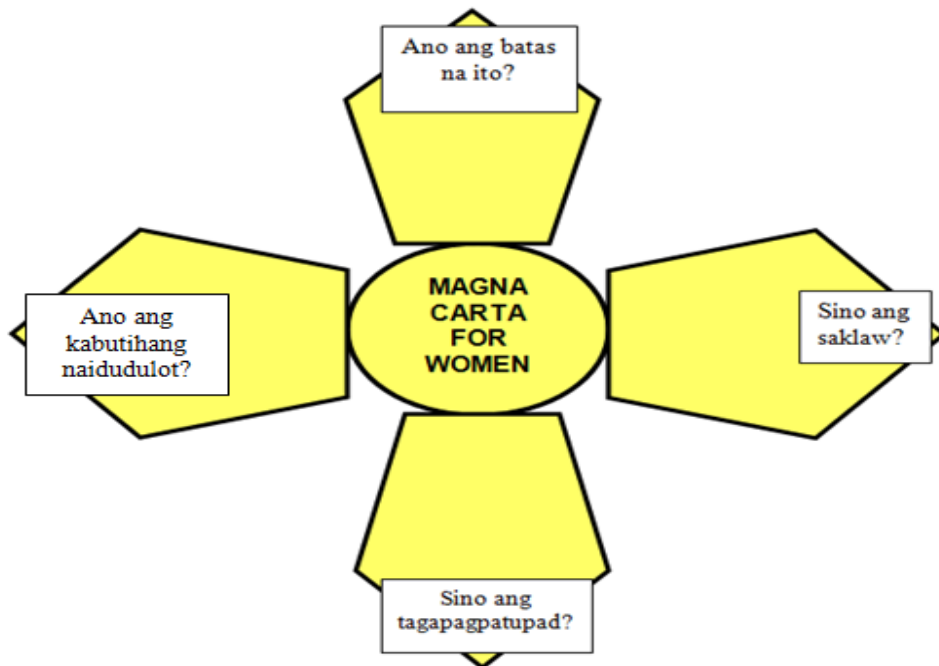 Ano ang batas
na ito?
Ano ang
kabutihang
naidudulot?
MAGNA
CARTA
FOR
WOMEN
Sino ang
saklaw?
Sino ang
tagapagpatupad?